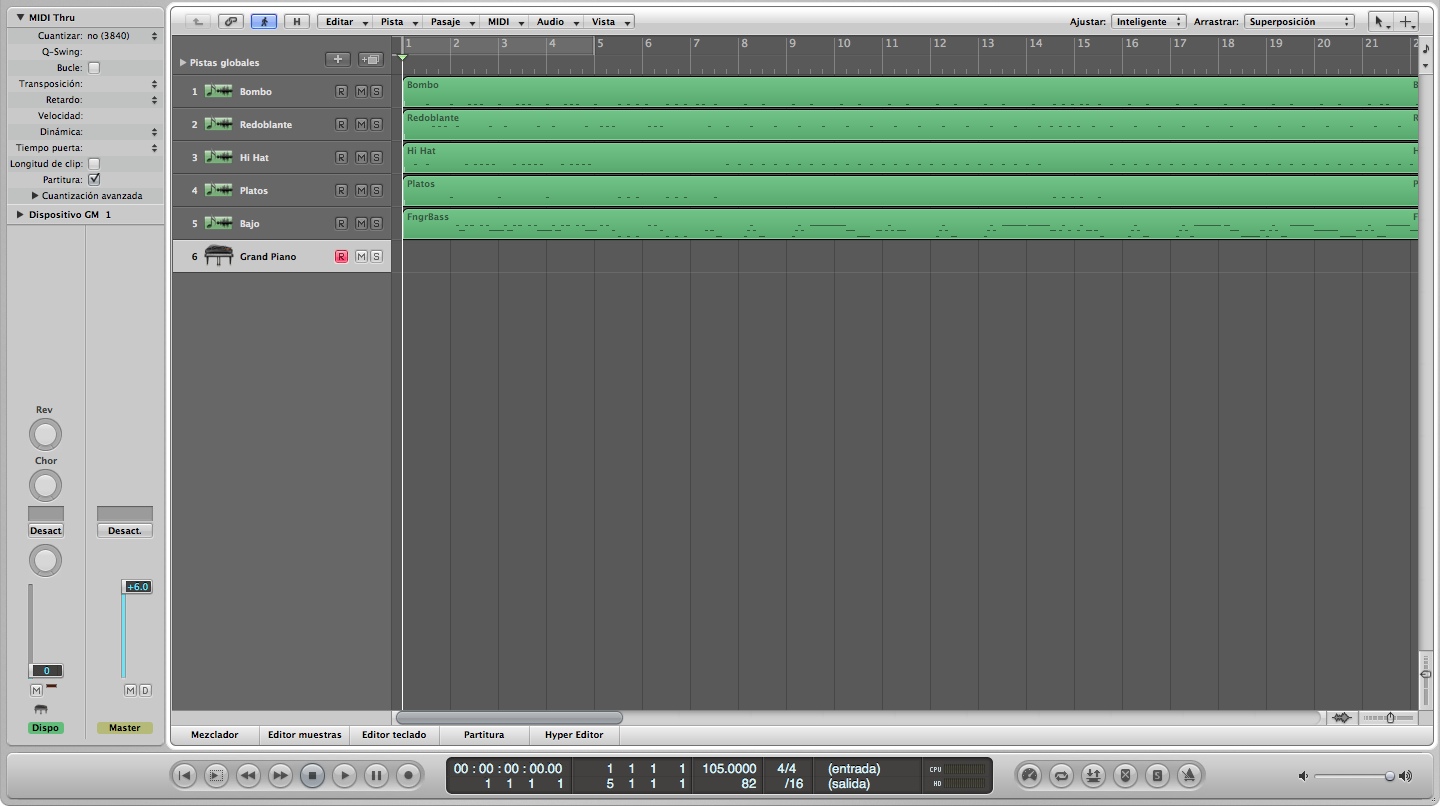 MIDI Thru
Cuantizar: no (3840)
Q-Swing:
Bucle:
Transposición:
Retardo:
Velocidad:
Dinámica:
Tiempo puerta:
Longitud de clip:
Partitura:
Cuantización avanzada
Dispositivo GM 1
Rev
Chor
Desact
Desact.
+6.0
0
M
M D
Dispo
Master
H
Editar Pista Pasaje MIDI Audio Vista
Ajustar: Inteligente Arrastrar: Superposición
1 2 3 4 5 6 7 8 9 10 11 12 13 14 15 16 17 18 19 20 21 2
Pistas globales
1 Bombo R M S
2 Redoblante R M S
3 Hi Hat R M S
4 Platos R M S
5 Bajo R M S
6 Grand Piano R M S
Bombo B
Redoblante R
Hi Hat H
Platos P
FngrBass F
Mezclador Editor muestras Editor teclado Partitura Hyper Editor
00 : 00 : 00 : 00.00 1 1 1 1 105.0000 4/4 (entrada) CPU
1 1 1 1 5 1 1 1 82 /16 (salida) HD
S